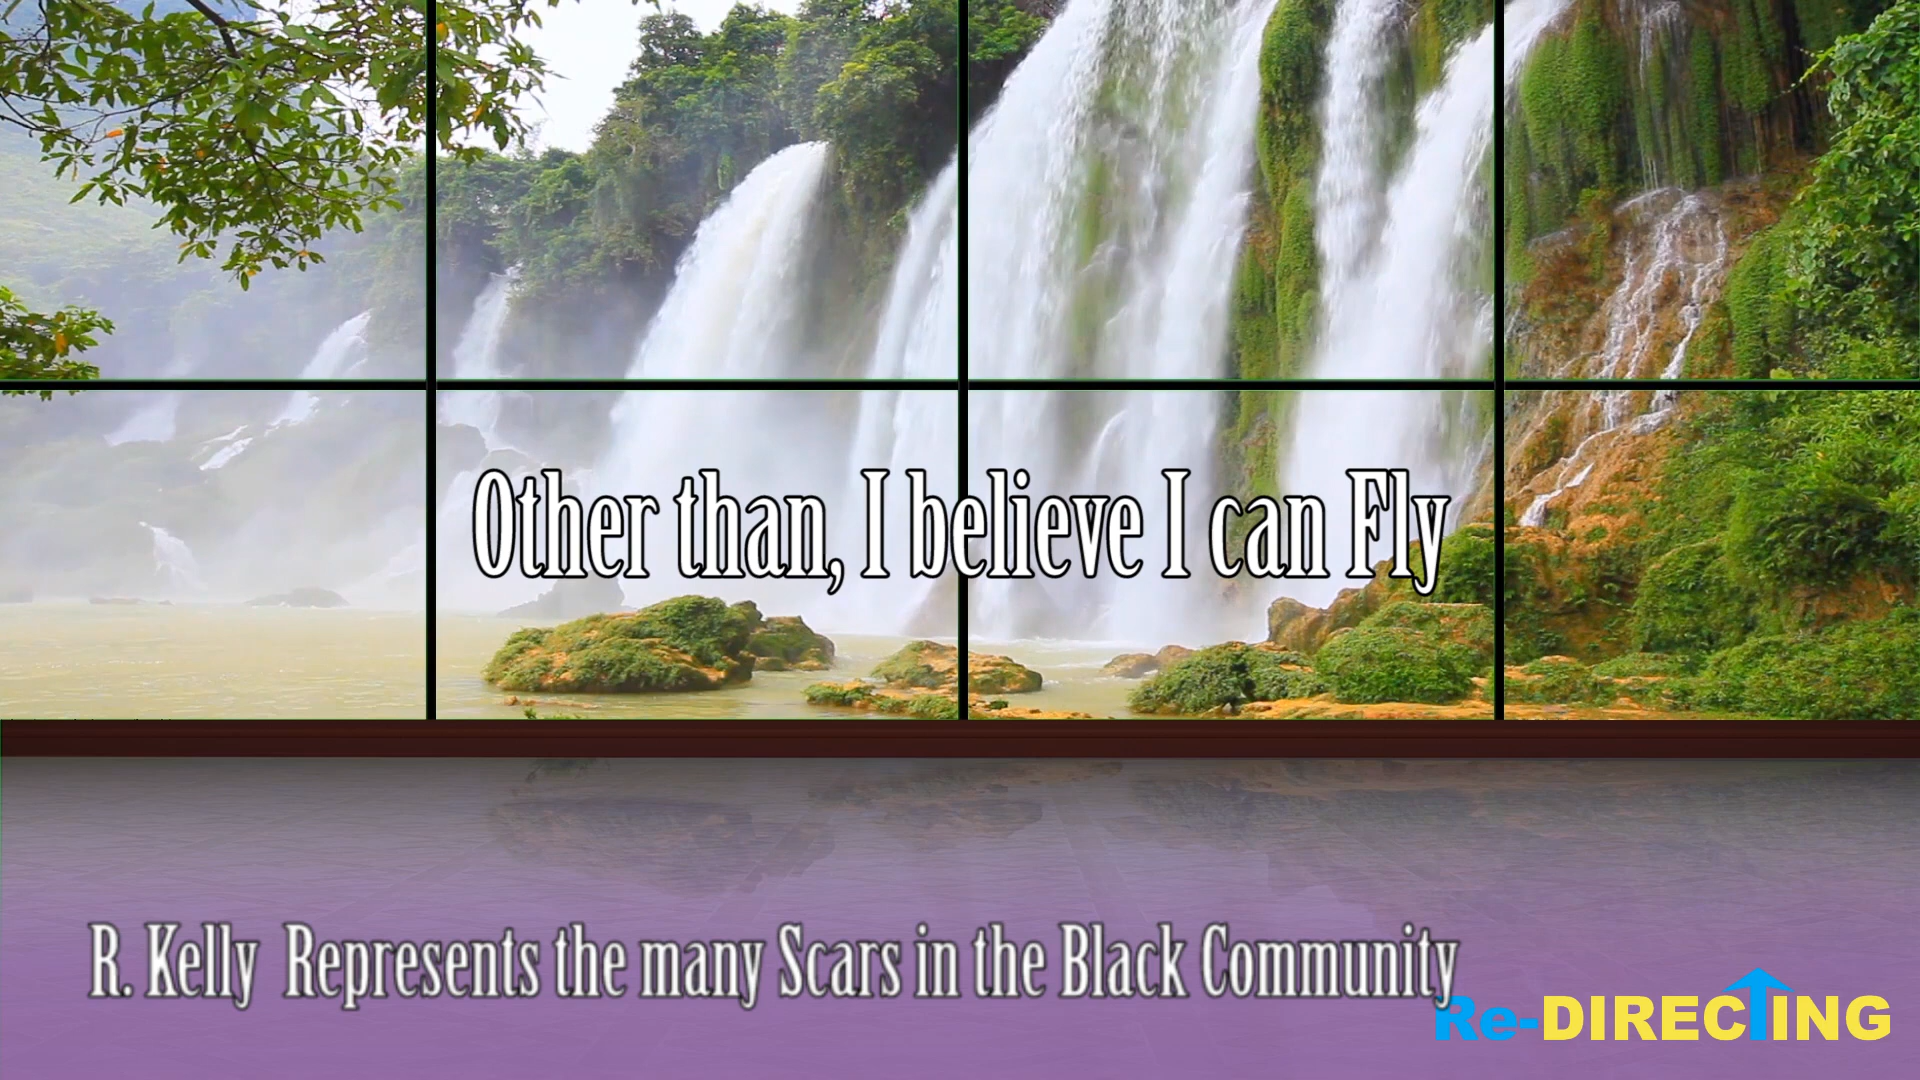 Other than, I believe I can Fly
R. Kelly Represents the many Scars in the Black Community
Re-DIRECTING